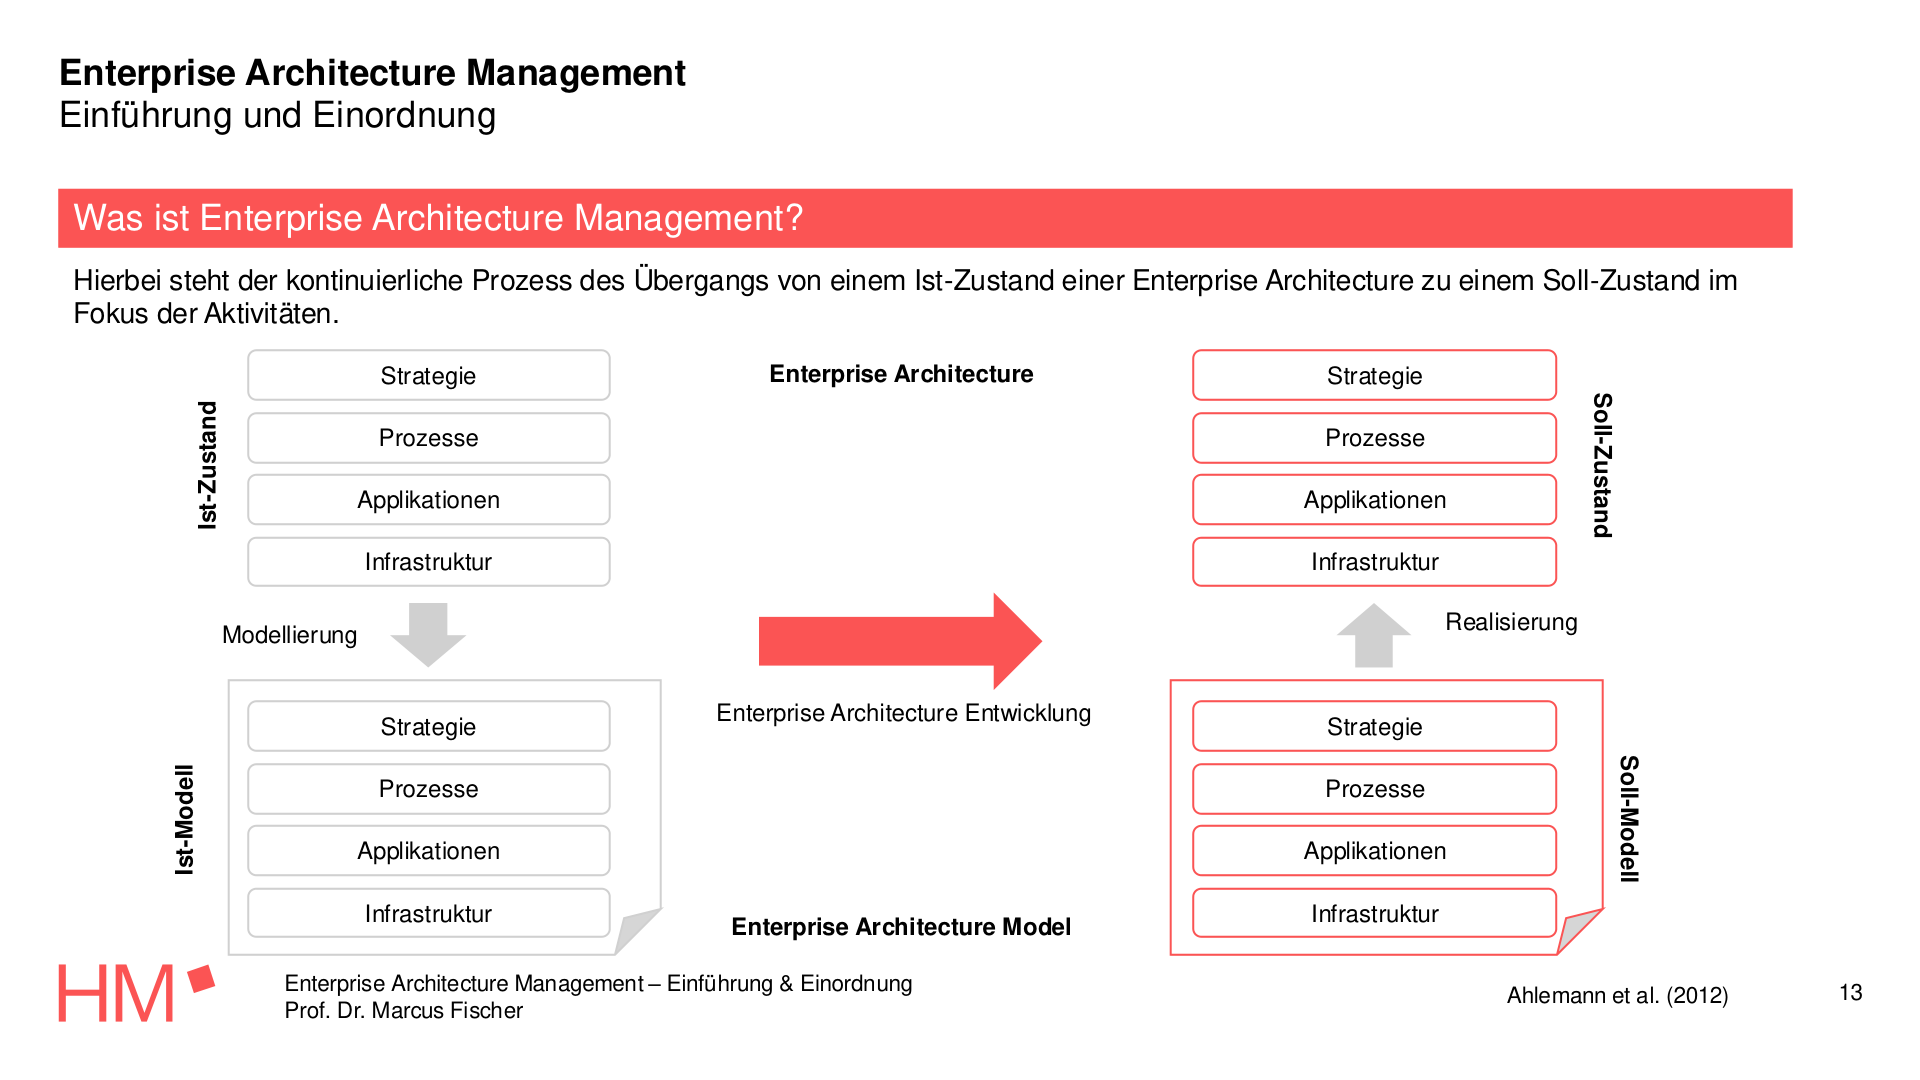 Enterprise Architecture Management
Einführung und Einordnung
Was ist Enterprise Architecture Management?
Hierbei steht der kontinuierliche Prozess des Übergangs von einem Ist-Zustand einer Enterprise Architecture zu einem Soll-Zustand im
Fokus der Aktivitäten.
Ist-Zustand
Strategie
Prozesse
Applikationen
Infrastruktur
Enterprise Architecture
Strategie
Prozesse
Applikationen
Infrastruktur
Soll-Zustand
Modellierung
Enterprise Architecture Entwicklung
Realisierung
Ist-Modell
Strategie
Prozesse
Applikationen
Infrastruktur
Enterprise Architecture Model
Strategie
Prozesse
Applikationen
Infrastruktur
Soll-Modell
HM
Enterprise Architecture Management – Einführung & Einordnung
Prof. Dr. Marcus Fischer
Ahlemann et al. (2012)
13